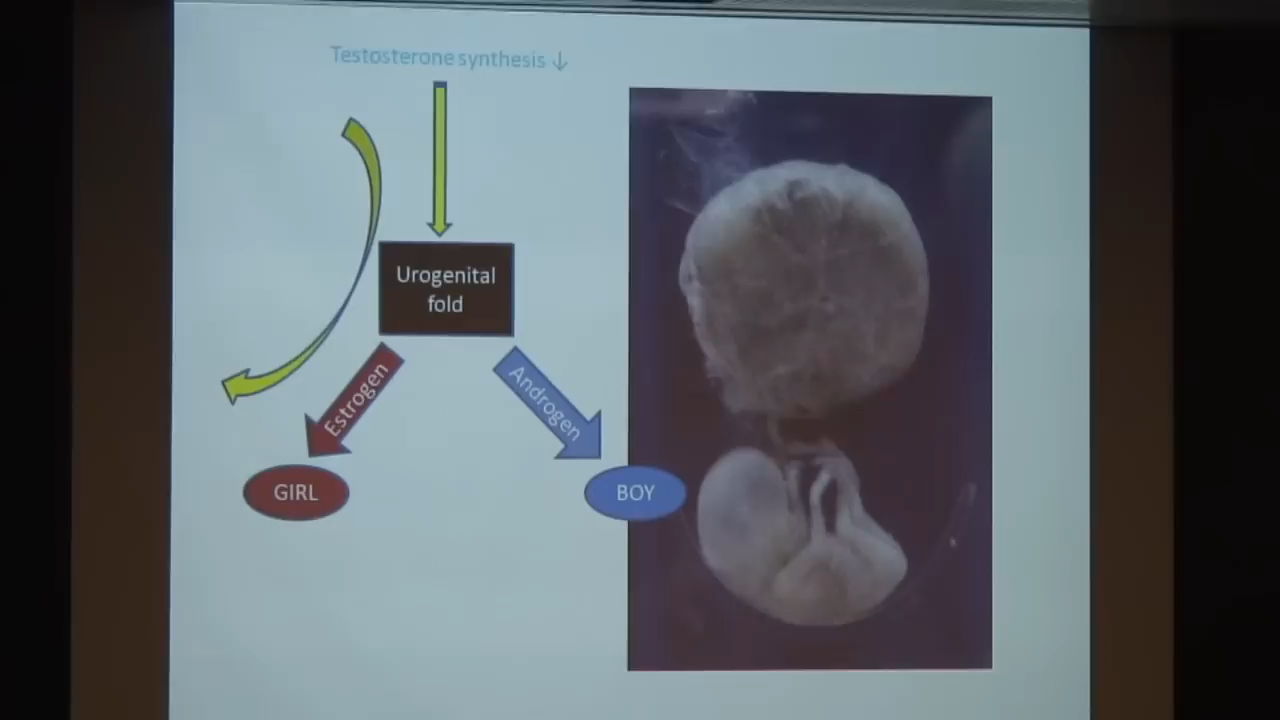 Testosterone synthesis ↓
Urogenital
fold
Estrogen
Androgen
GIRL
BOY